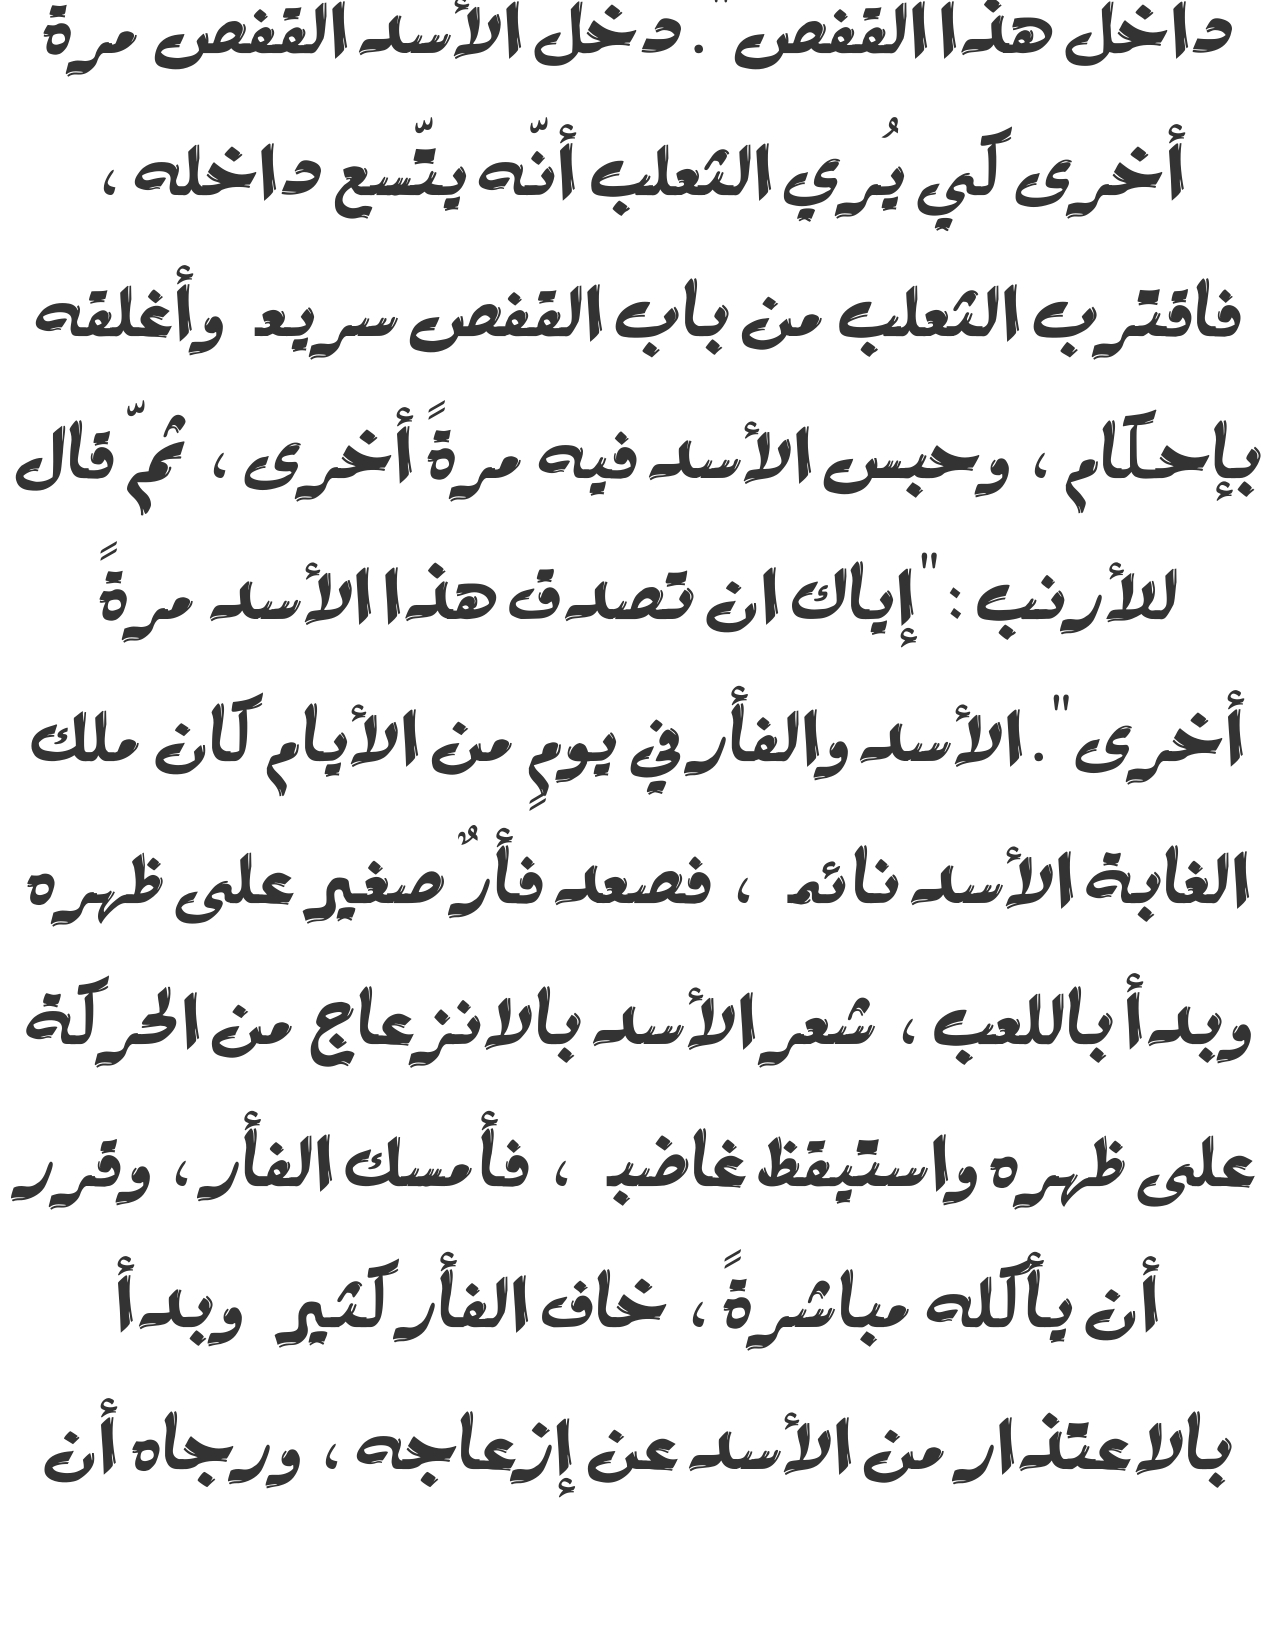 داخل هذا القفص". دخل الأسد القفص مرة
أخرى كي يُري الثعلب أنّه يتّسع داخله ،
فاقترب الثعلب من باب القفص سريعـ وأغلقه
بإحكام ، وحبس الأسد فيه مرةً أخرى ، ثمّ قال
للأرنب : "إياك ان تصدق هذا الأسد مرةً
أخرى". الأسد والفأر في يومٍ من الأيام كان ملك
الغابة الأسد نائمـ ، فصعد فأرٌ صغير على ظهره
وبدأ باللعب ، شعر الأسد بالانزعاج من الحركة
على ظهره واستيقظ غاضبـ ، فأمسك الفأر ، وقرر
أن يأكله مباشرةً ، خاف الفأر كثير وبدأ
بالاعتذار من الأسد عن إزعاجه ، ورجاه أن